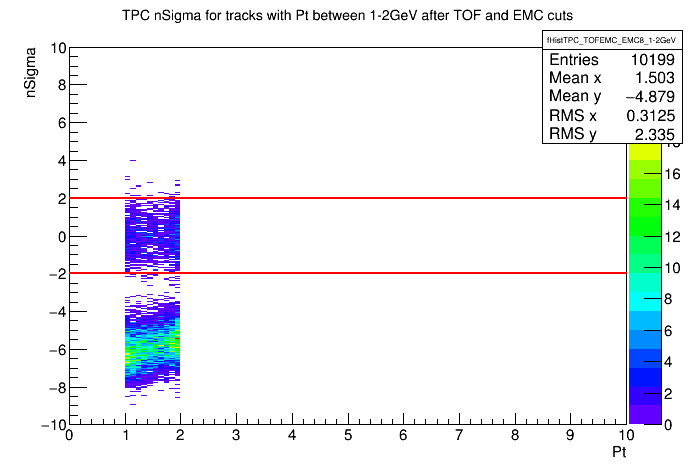 TPC nSigma for tracks with Pt between 1-2GeV after TOF and EMC cuts
fHistTPC_TOFEMC_EMC8_1-2GeV
Entries 10199
Mean x 1.503
Mean y −4.879
RMS x 0.3125
RMS y 2.335
nSigma
10
8
6
4
2
0
−2
−4
−6
−8
−10
0 1 2 3 4 5 6 7 8 9 10
Pt
18
16
14
12
10
8
6
4
2
0